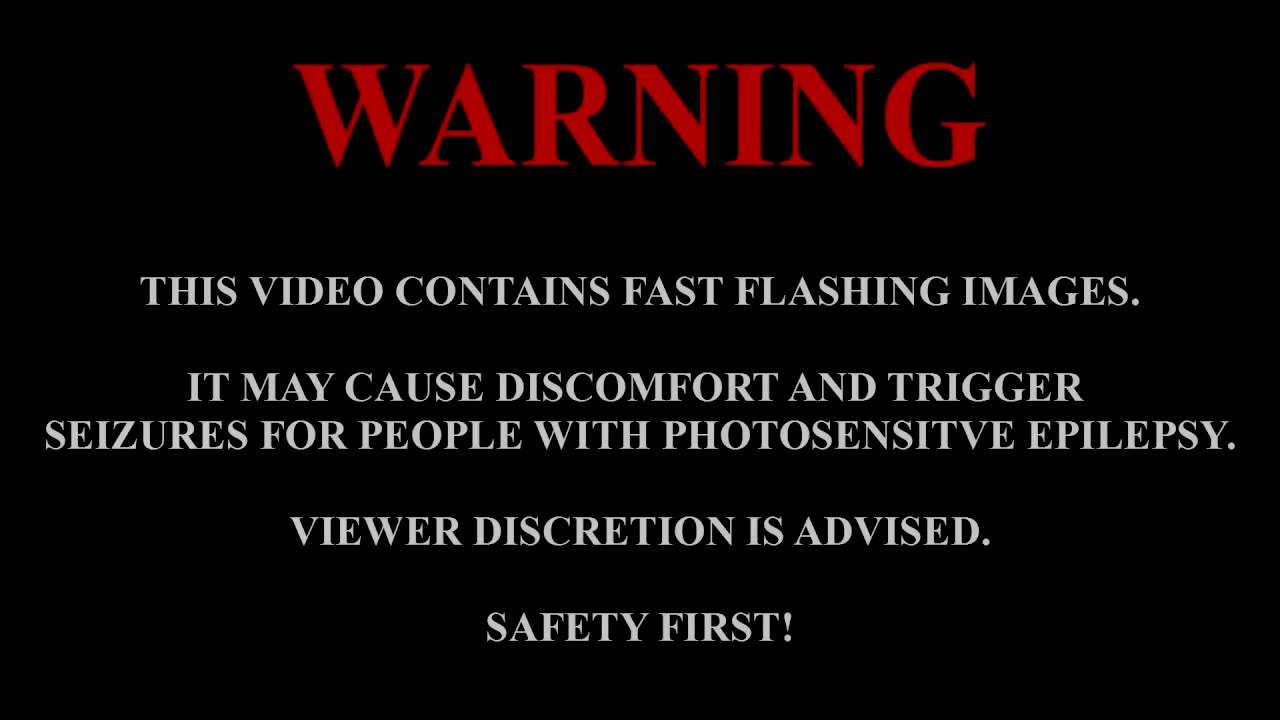 WARNING
THIS VIDEO CONTAINS FAST FLASHING IMAGES.
IT MAY CAUSE DISCOMFORT AND TRIGGER
SEIZURES FOR PEOPLE WITH PHOTOSENSITVE EPILEPSY.
VIEWER DISCRETION IS ADVISED.
SAFETY FIRST!